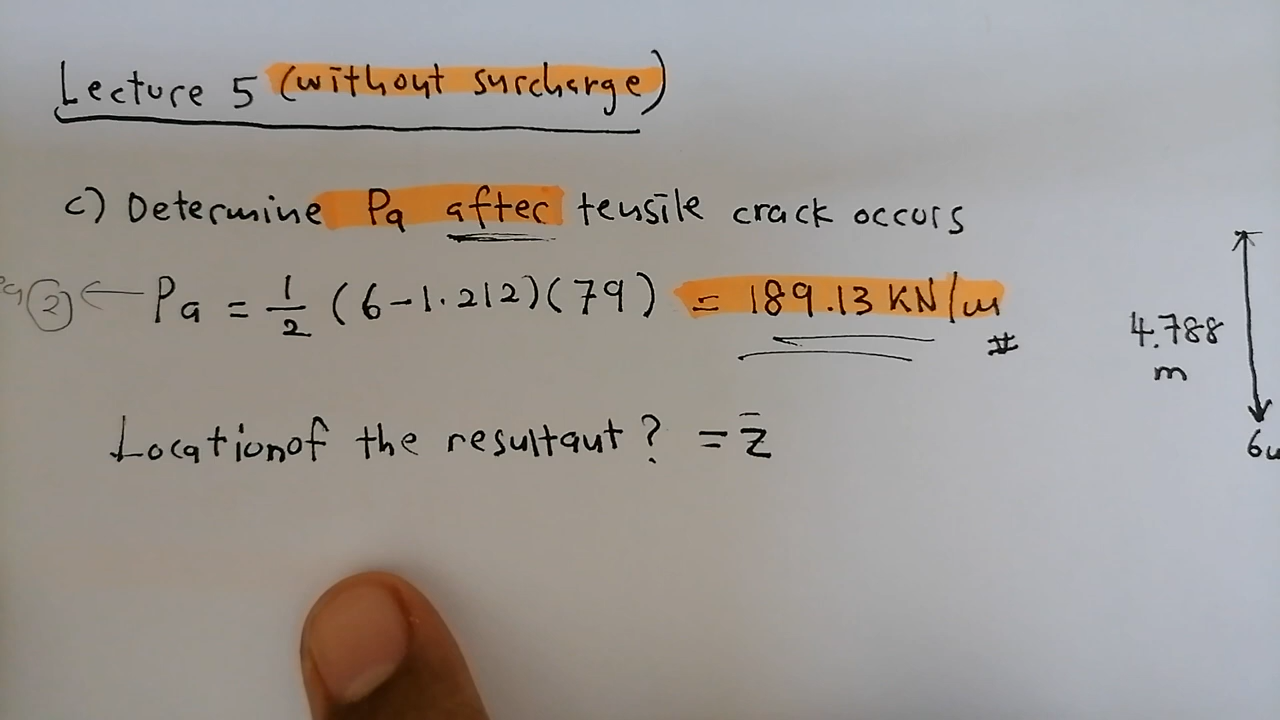 Lecture 5 (without surcharge)
c) Determine Pa after tensile crack occurs
② ← Pa = 1/2 (6-1.212)(79) = 189.13 KN/m #
4.788
m
Location of the resultant? = z̄